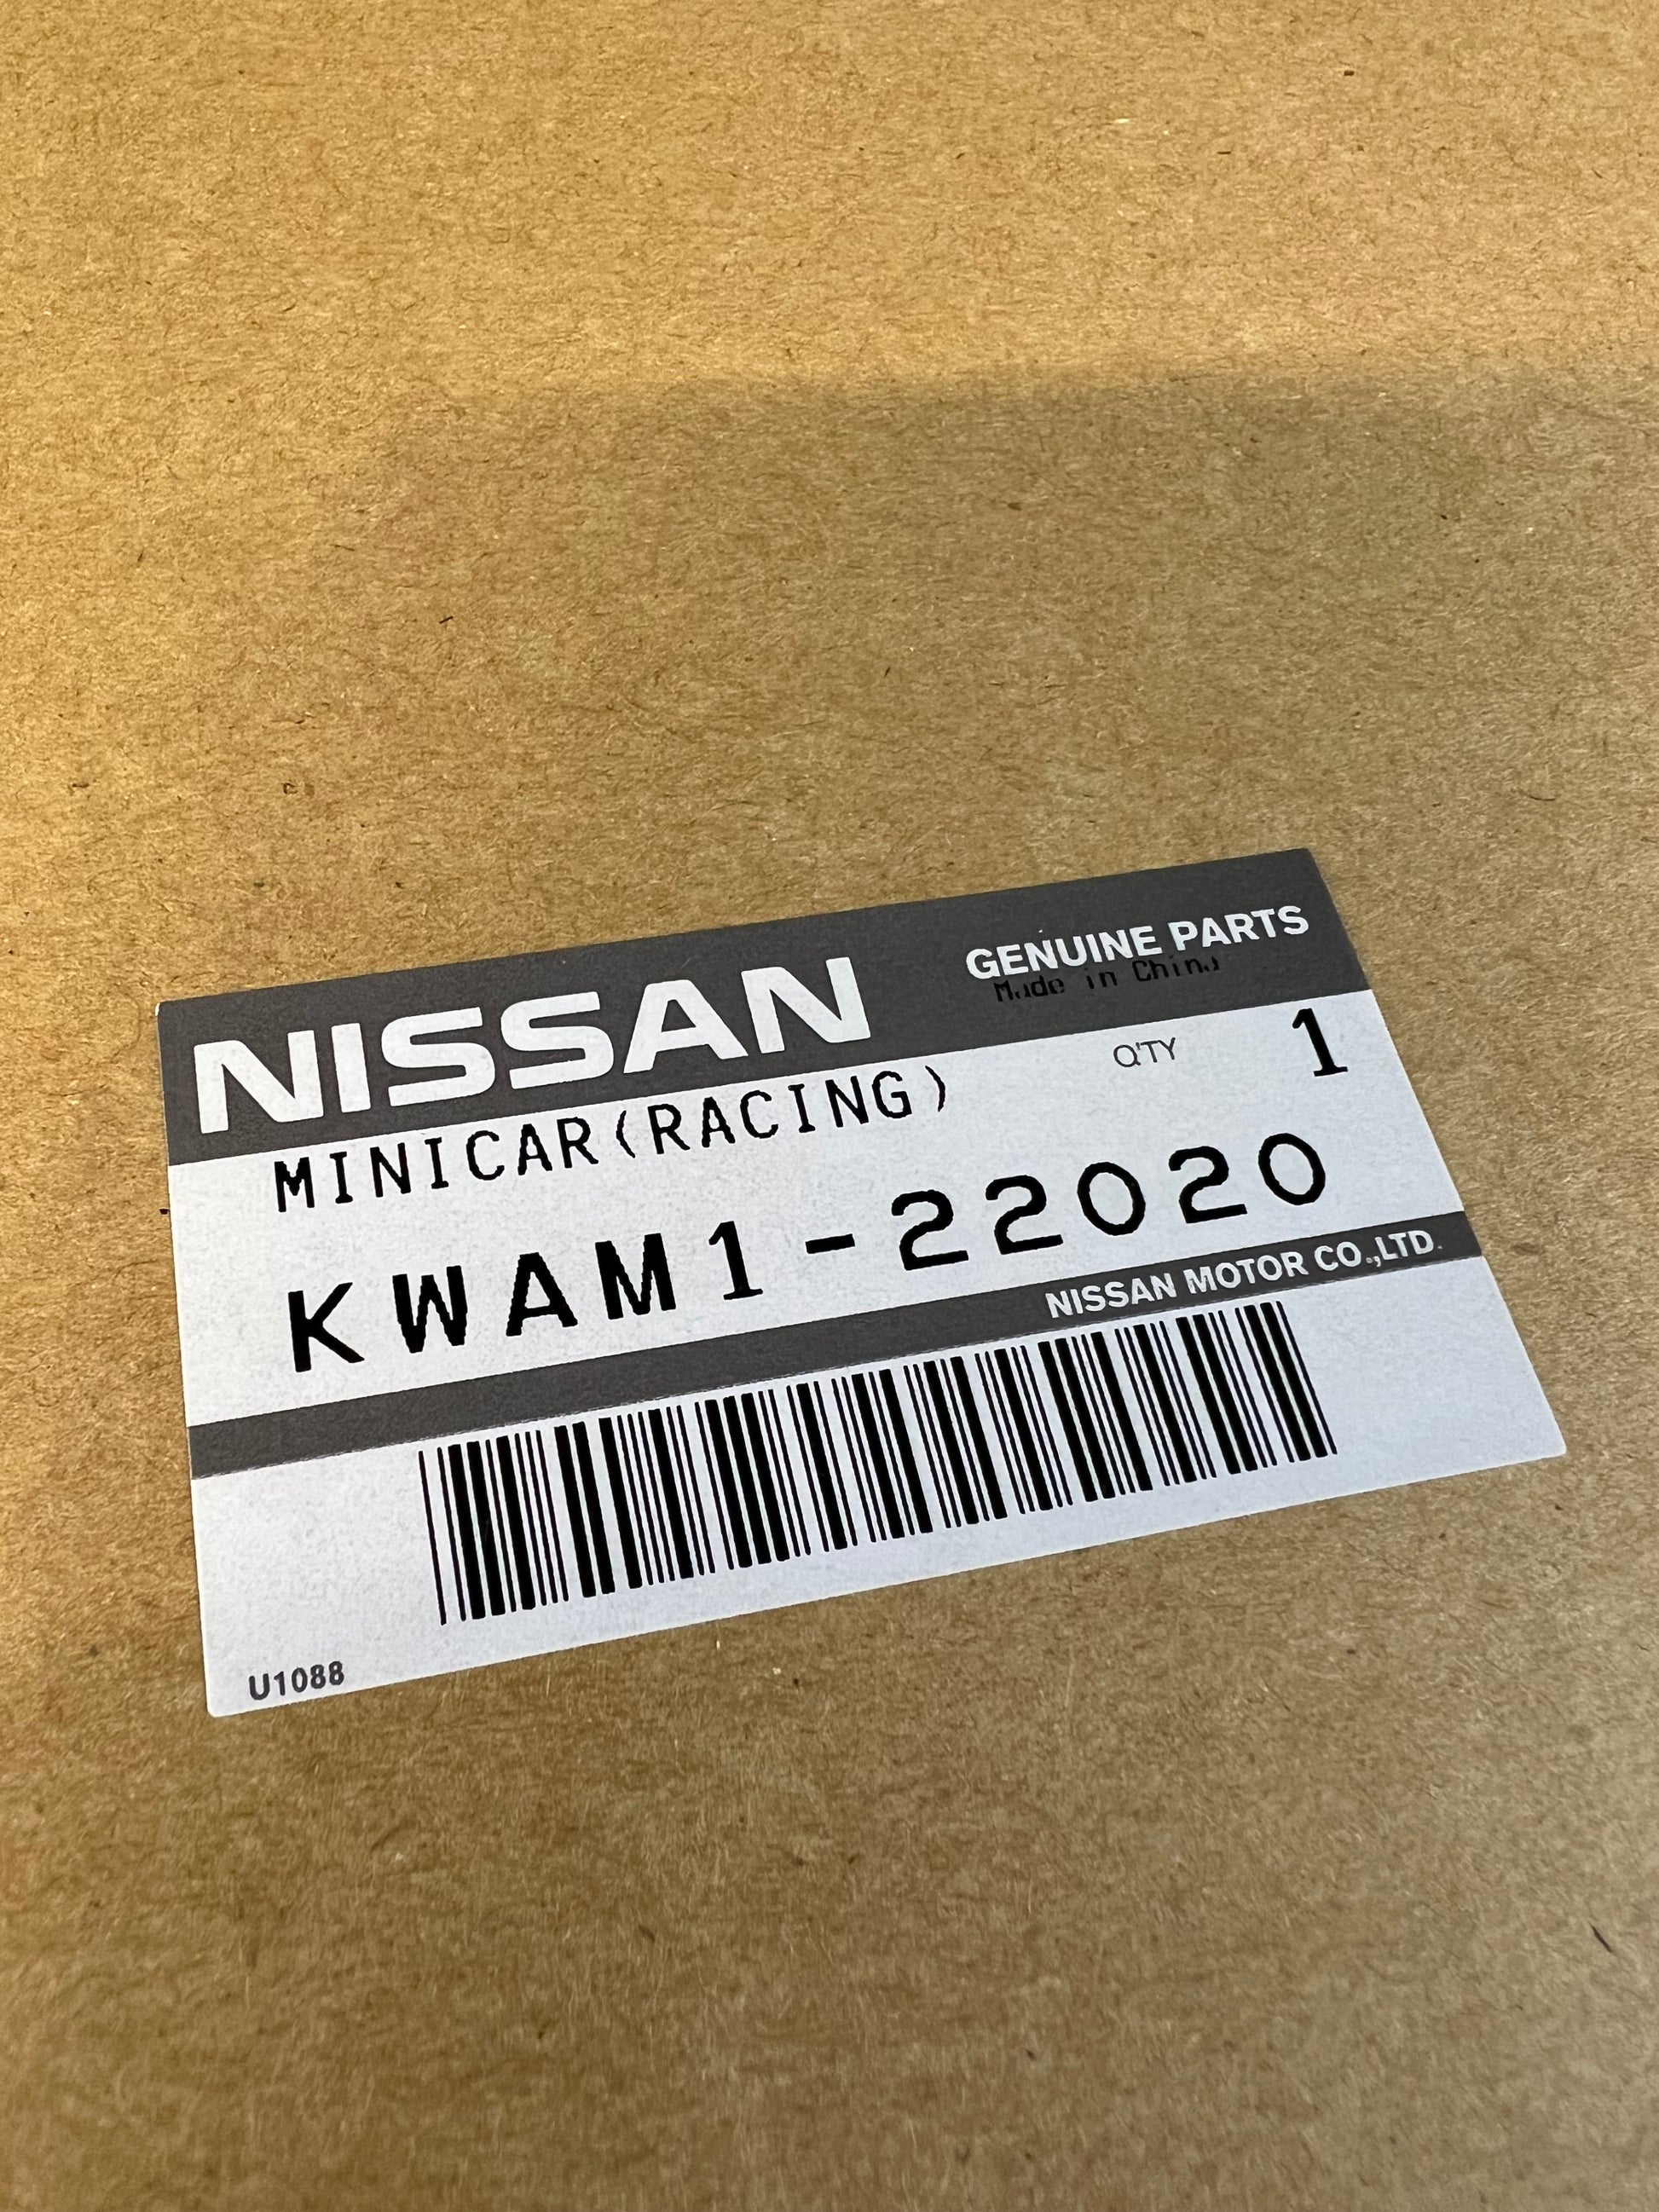 NISSAN GENUINE PARTS
Made in China
MINICAR(RACING) Q'TY 1
KWAM1-22020
NISSAN MOTOR CO.,LTD.
U1088